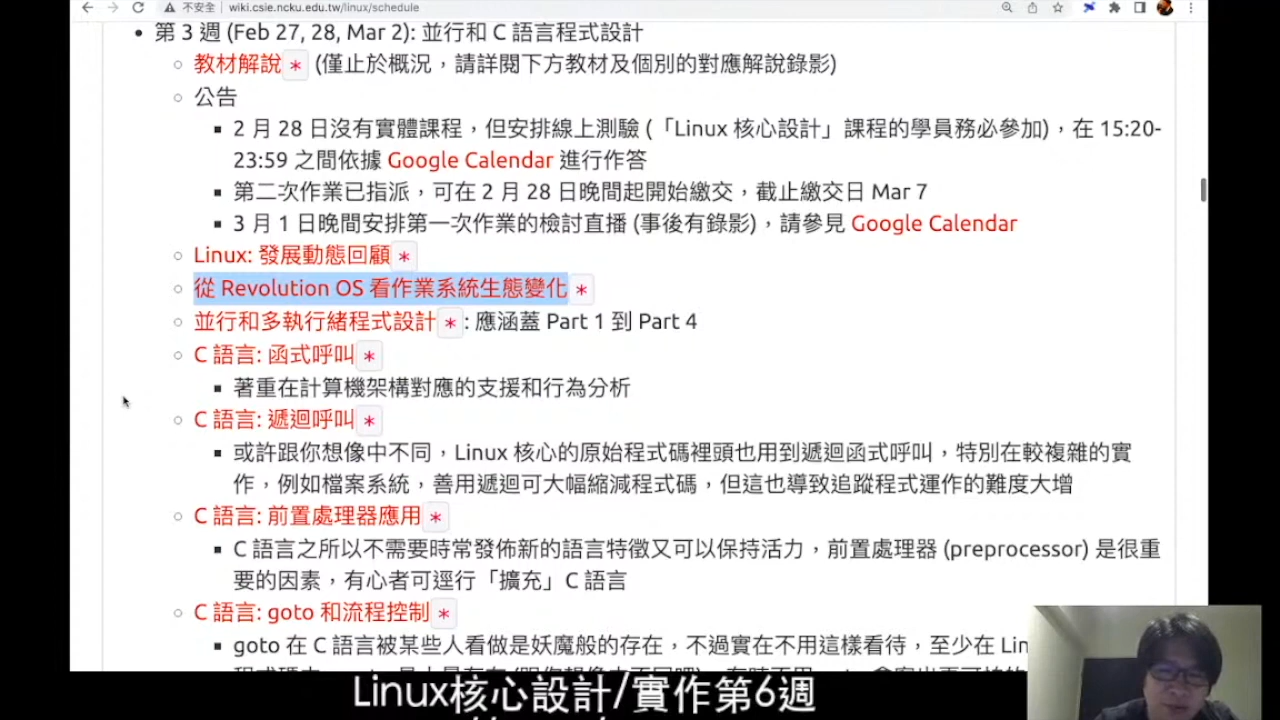 不安全 | wiki.csie.ncku.edu.tw/linux/schedule
• 第 3 週 (Feb 27, 28, Mar 2): 並行和 C 語言程式設計
教材解說 * (僅止於概況，請詳閱下方教材及個別的對應解說錄影)
公告
2 月 28 日沒有實體課程，但安排線上測驗 (「Linux 核心設計」課程的學員務必參加)，在 15:20-
23:59 之間依據 Google Calendar 進行作答
第二次作業已指派，可在 2 月 28 日晚間起開始繳交，截止繳交日 Mar 7
3 月 1 日晚間安排第一次作業的檢討直播 (事後有錄影)，請參見 Google Calendar
Linux: 發展動態回顧 *
從 Revolution OS 看作業系統生態變化 *
並行和多執行緒程式設計 * : 應涵蓋 Part 1 到 Part 4
C 語言: 函式呼叫 *
著重在計算機架構對應的支援和行為分析
C 語言: 遞迴呼叫 *
或許跟你想像中不同，Linux 核心的原始程式碼裡頭也用到遞迴函式呼叫，特別在較複雜的實
作，例如檔案系統，善用遞迴可大幅縮減程式碼，但這也導致追蹤程式運作的難度大增
C 語言: 前置處理器應用 *
C 語言之所以不需要時常發佈新的語言特徵又可以保持活力，前置處理器 (preprocessor) 是很重
要的因素，有心者可逕行「擴充」C 語言
C 語言: goto 和流程控制 *
goto 在 C 語言被某些人看做是妖魔般的存在，不過實在不用這樣看待，至少在 Lin
Linux核心設計/實作第6週